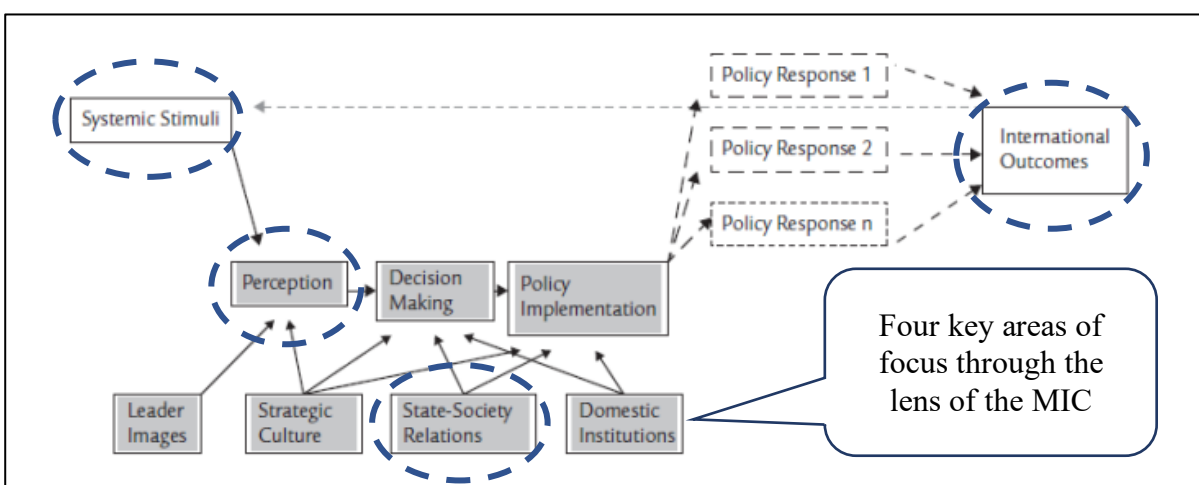 Systemic Stimuli
Policy Response 1
Policy Response 2
Policy Response n
International
Outcomes
Perception
Decision
Making
Policy
Implementation
Leader
Images
Strategic
Culture
State-Society
Relations
Domestic
Institutions
Four key areas of
focus through the
lens of the MIC